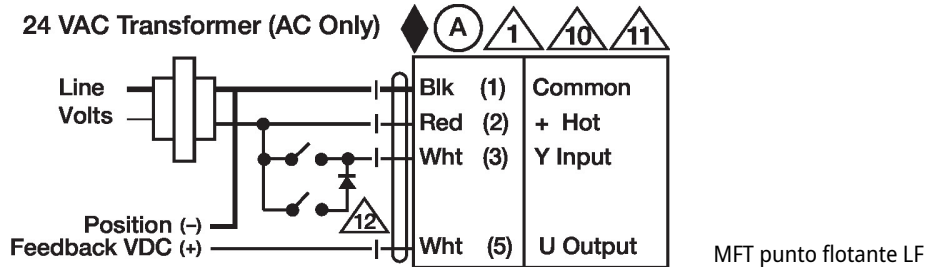 24 VAC Transformer (AC Only) A 1 10 11
Line
Volts
Blk (1) Common
Red (2) + Hot
Wht (3) Y Input
12
Position (–)
Feedback VDC (+)
Wht (5) U Output
MFT punto flotante LF